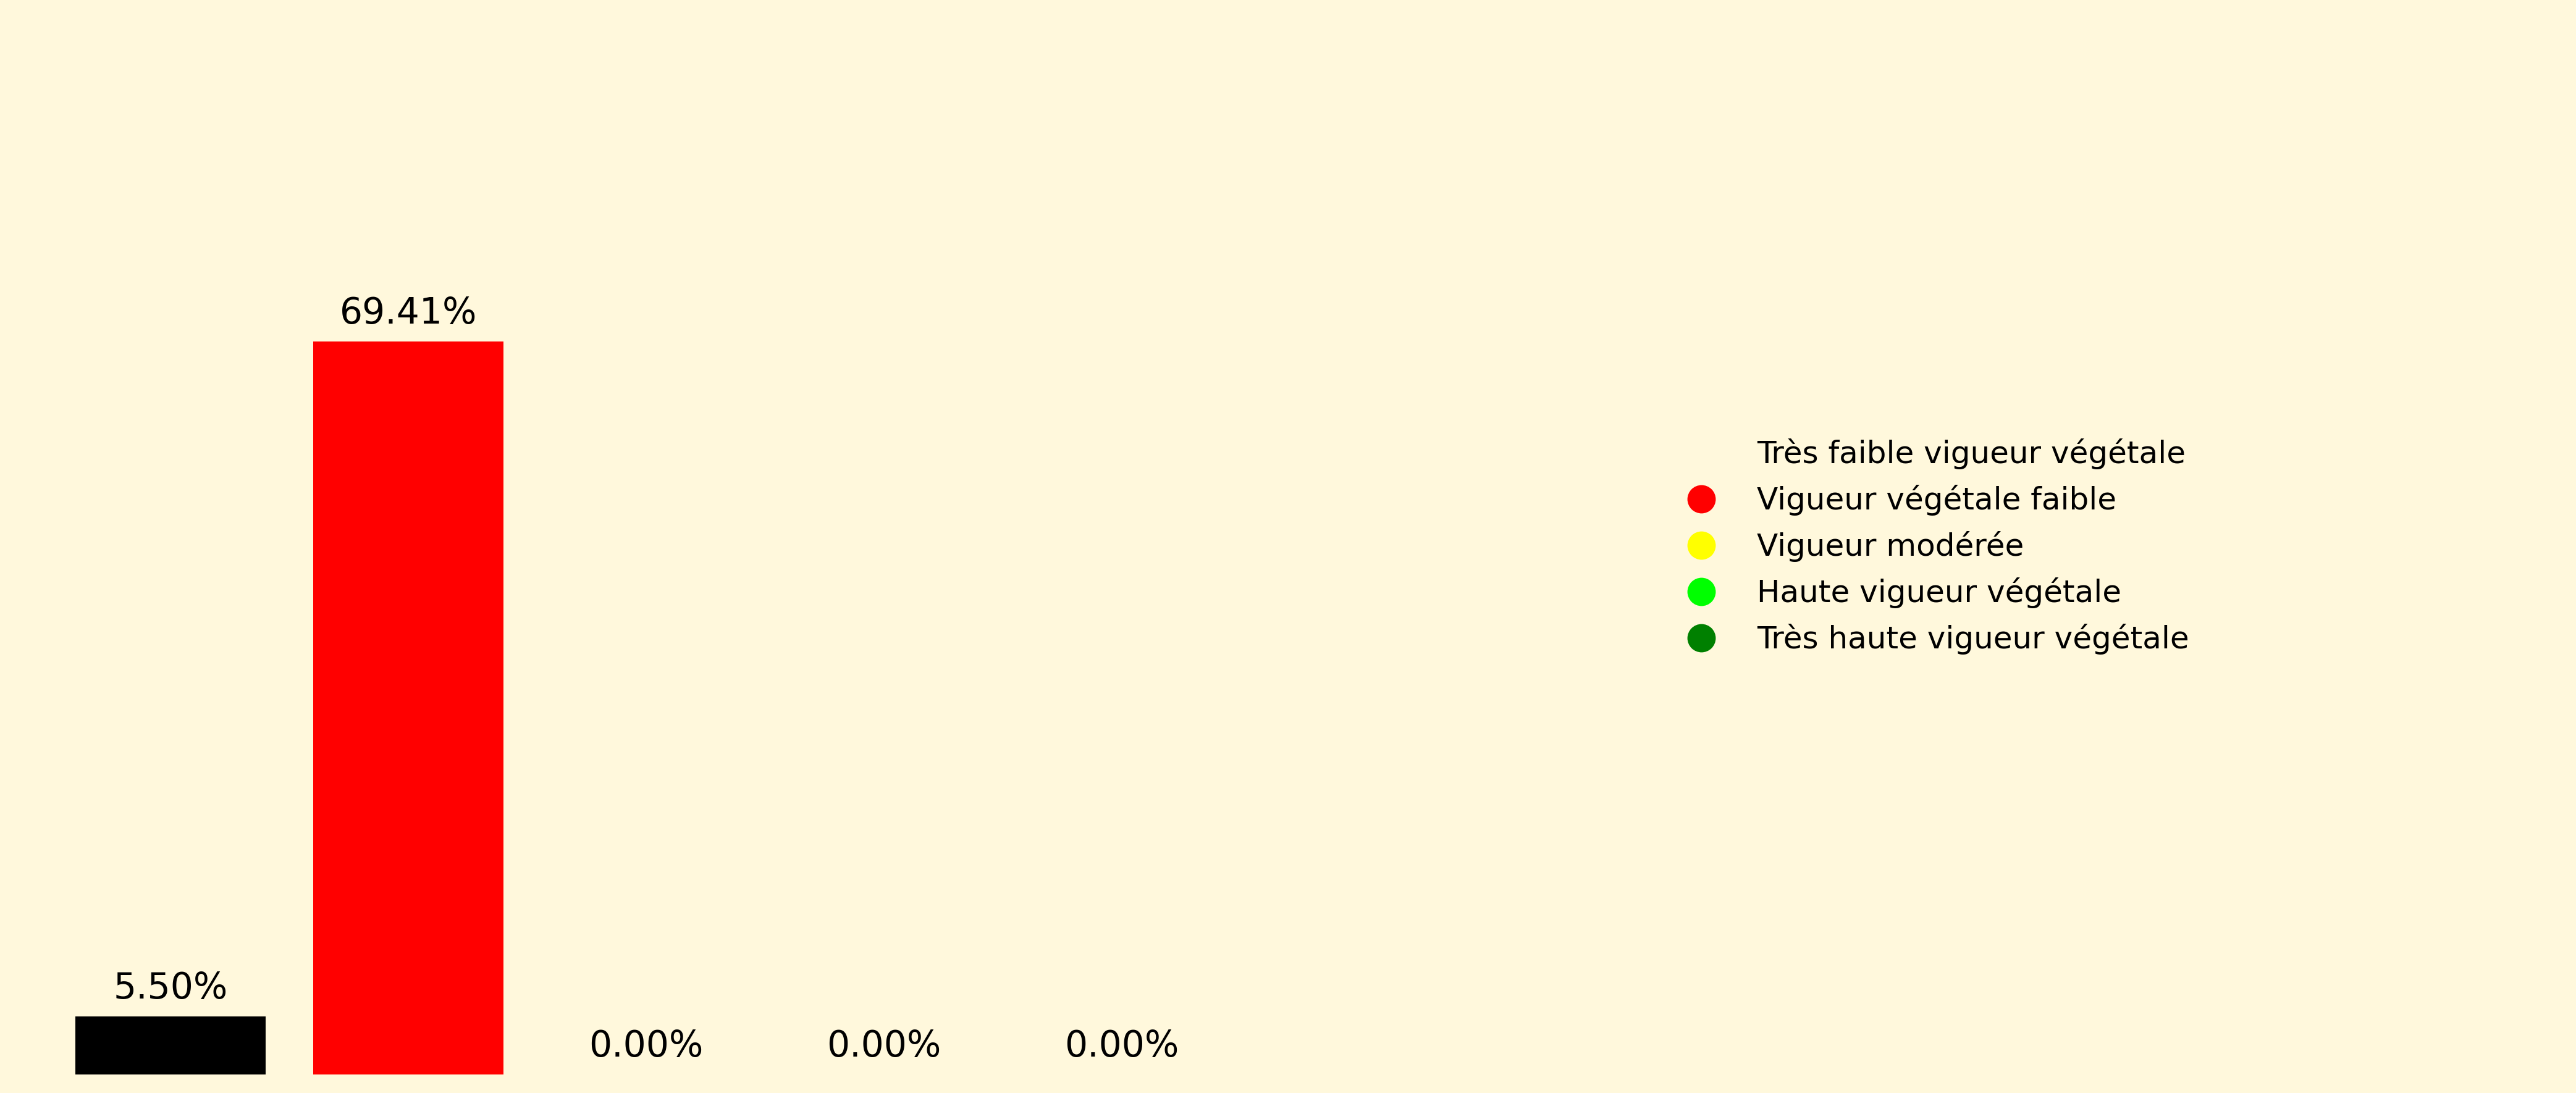 69.41%
5.50%
0.00%
0.00%
0.00%
Très faible vigueur végétale
Vigueur végétale faible
Vigueur modérée
Haute vigueur végétale
Très haute vigueur végétale